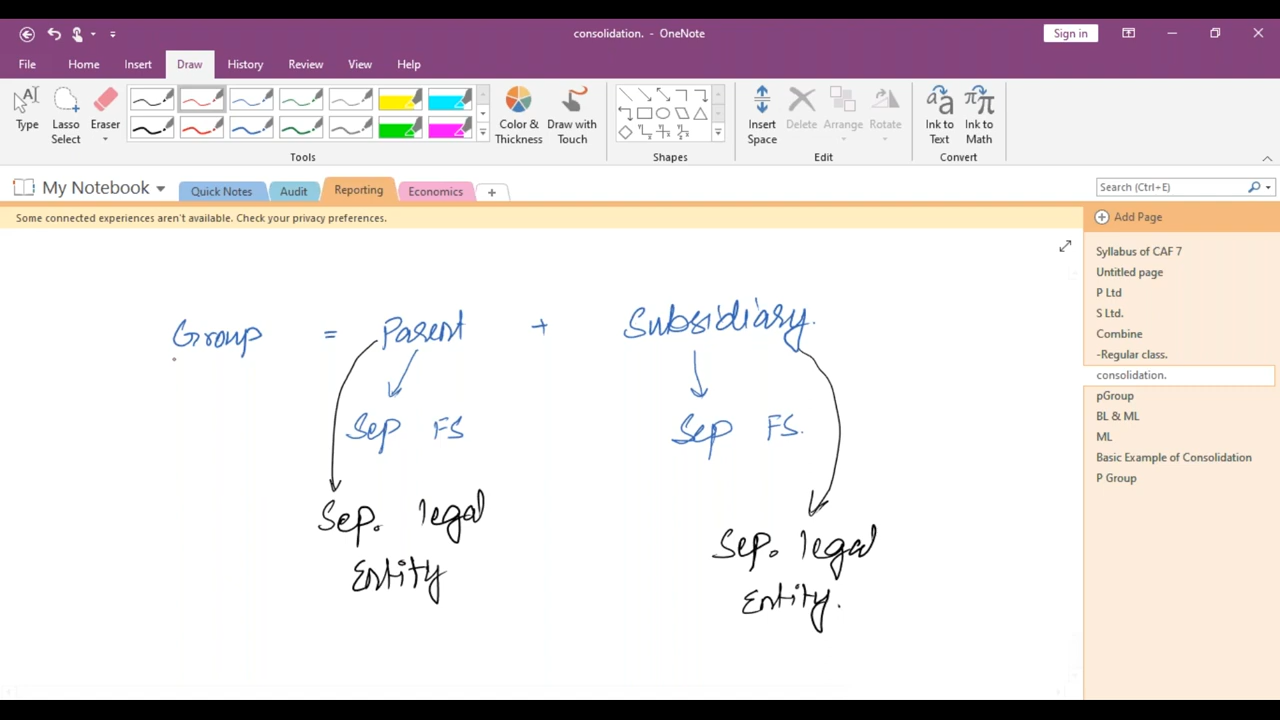 consolidation. - OneNote
Sign in
File Home Insert Draw History Review View Help
Type
Lasso Select
Eraser
Color & Thickness
Draw with Touch
Insert Space
Delete
Arrange
Rotate
Ink to Text
Ink to Math
Tools Shapes Edit Convert
My Notebook Quick Notes Audit Reporting Economics
Search (Ctrl+E)
Some connected experiences aren't available. Check your privacy preferences.
Add Page
Syllabus of CAF 7
Untitled page
P Ltd
S Ltd.
Combine
-Regular class.
consolidation.
pGroup
BL & ML
ML
Basic Example of Consolidation
P Group
Group = Parent + Subsidiary.
Sep FS Sep FS.
Sep. legal
Entity
Sep. legal
Entity.